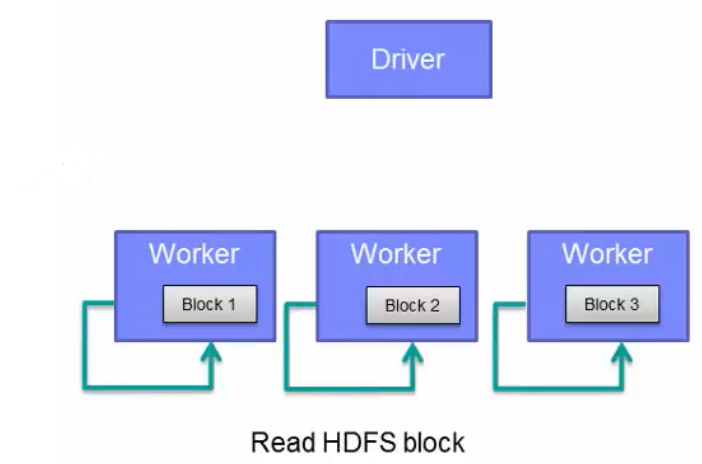 Driver
Worker
Worker
Worker
Block 1
Block 2
Block 3
Read HDFS block